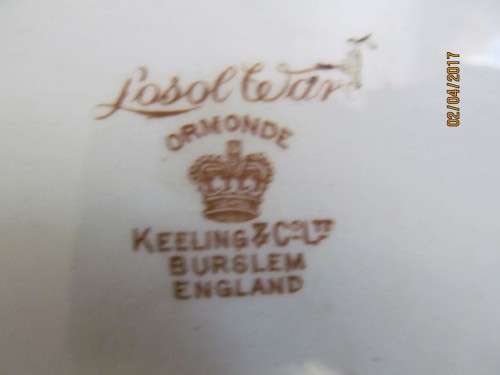 Losol Ware
ORMONDE
KEELING & Co. LTD
BURSLEM
ENGLAND
02/04/2017